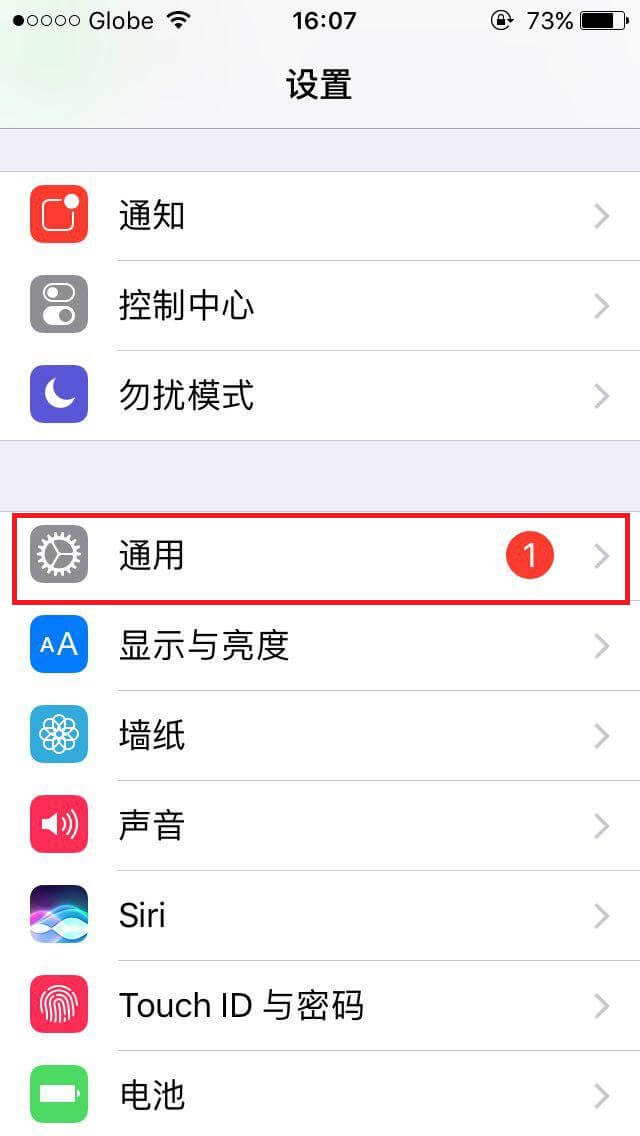 Globe 16:07 73%
设置
通知
控制中心
勿扰模式
通用 1
AA 显示与亮度
墙纸
声音
Siri
Touch ID 与密码
电池